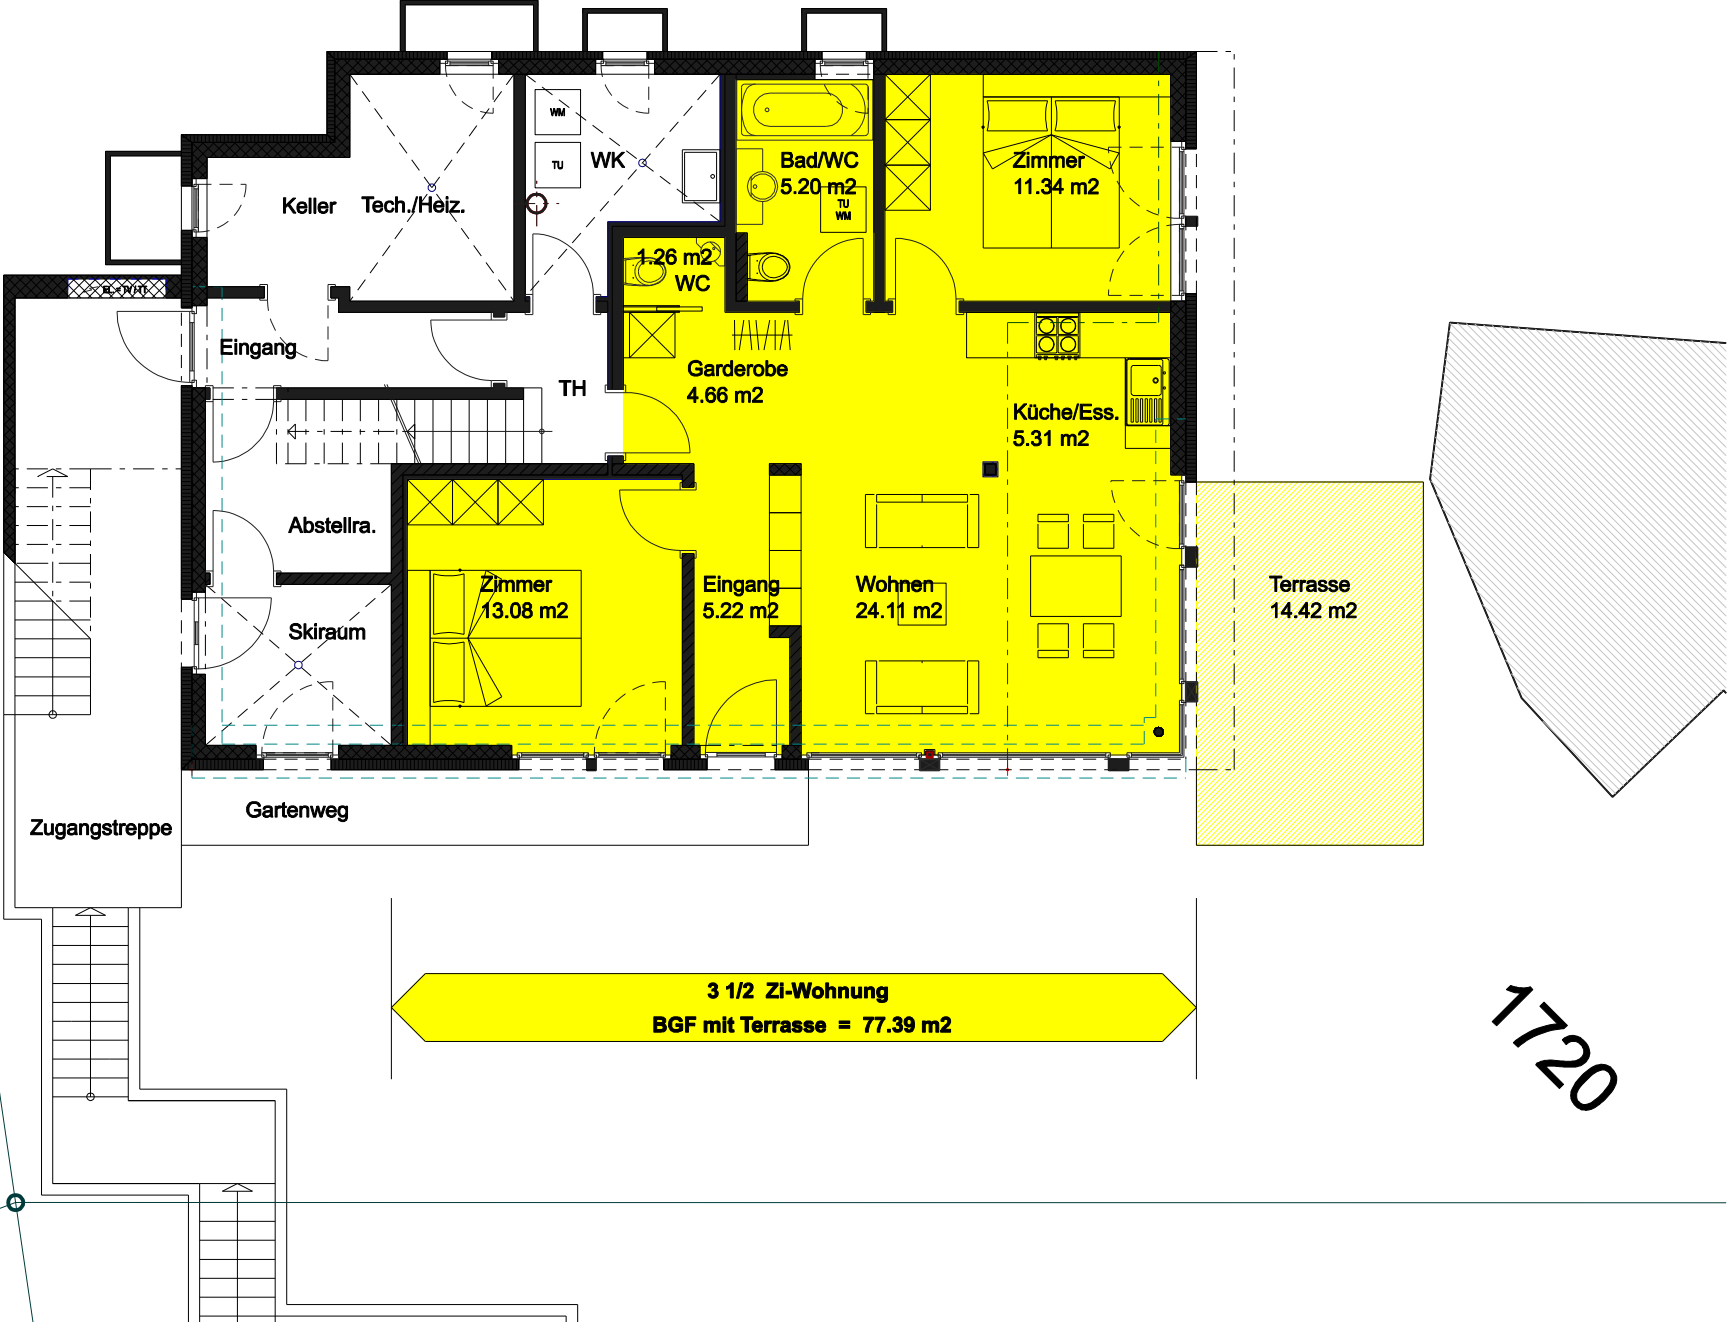 WM
TU
WK
Keller
Tech./Heiz.
Bad/WC
5.20 m2
TU
WM
Zimmer
11.34 m2
1.26 m2
WC
Eingang
TH
Garderobe
4.66 m2
Küche/Ess.
5.31 m2
Abstellra.
Skiraum
Zimmer
13.08 m2
Eingang
5.22 m2
Wohnen
24.11 m2
Terrasse
14.42 m2
Gartenweg
Zugangstreppe
3 1/2 Zi-Wohnung
BGF mit Terrasse = 77.39 m2
1720